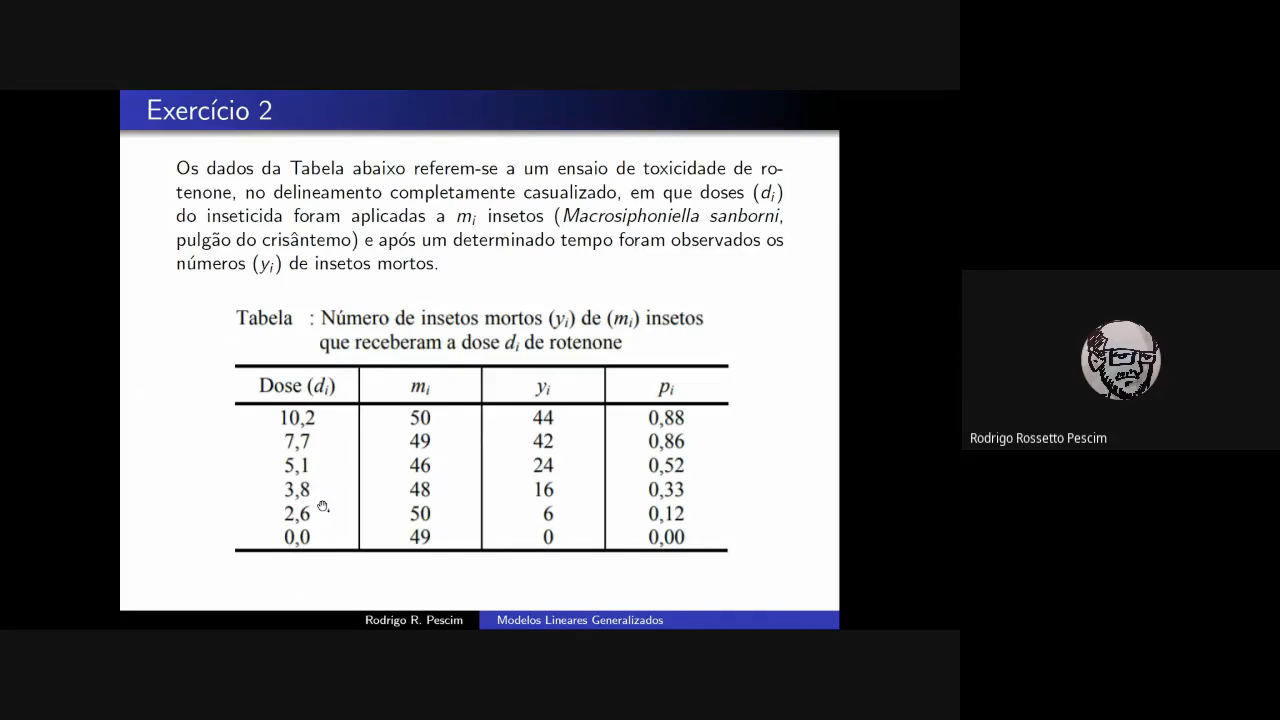 Exercício 2
Os dados da Tabela abaixo referem-se a um ensaio de toxicidade de ro-
tenone, no delineamento completamente casualizado, em que doses (di)
do inseticida foram aplicadas a mi insetos (Macrosiphoniella sanborni,
pulgão do crisântemo) e após um determinado tempo foram observados os
números (yi) de insetos mortos.
Tabela : Número de insetos mortos (yi) de (mi) insetos
que receberam a dose di de rotenone
Dose (di) mi yi pi
10,2 50 44 0,88
7,7 49 42 0,86
5,1 46 24 0,52
3,8 48 16 0,33
2,6 50 6 0,12
0,0 49 0 0,00
Rodrigo R. Pescim Modelos Lineares Generalizados
Rodrigo Rossetto Pescim